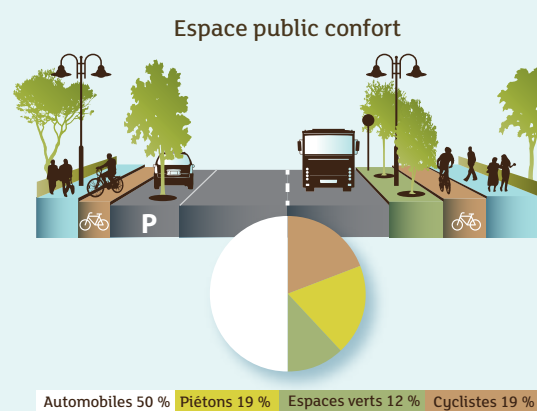 Espace public confort
P
Automobiles 50 % Piétons 19 % Espaces verts 12 % Cyclistes 19 %